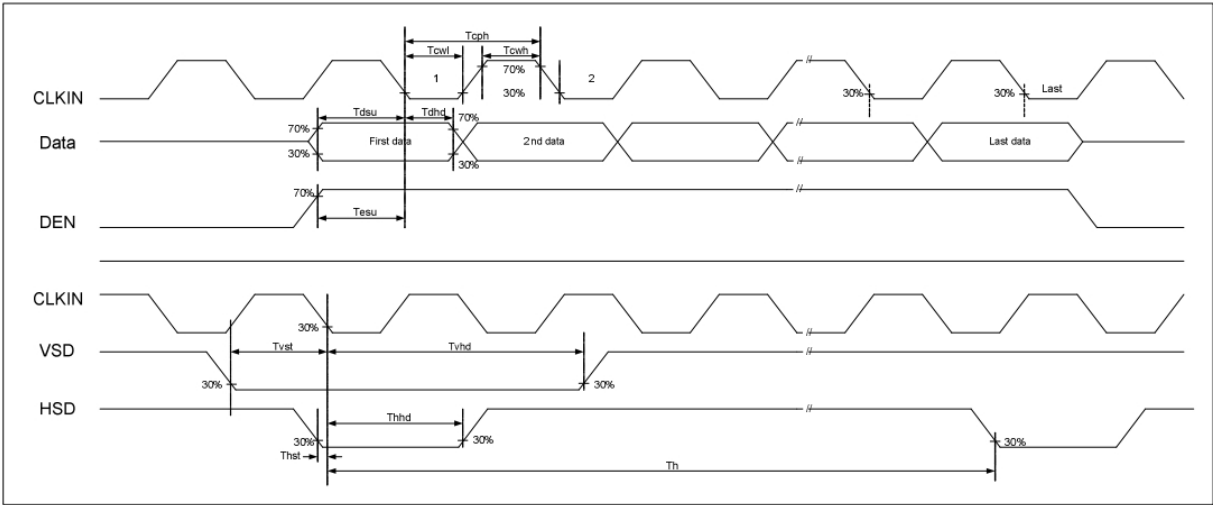 Tcph
Tcwl
Tcwh
CLKIN
1
70%
30%
2
//
30%
30%
Last
Tdsu
Tdhd
Data
70%
30%
First data
70%
30%
2nd data
//
//
Last data
DEN
70%
Tesu
//
CLKIN
30%
//
VSD
Tvst
Tvhd
30%
30%
//
HSD
Thhd
30%
30%
//
30%
Thst
Th